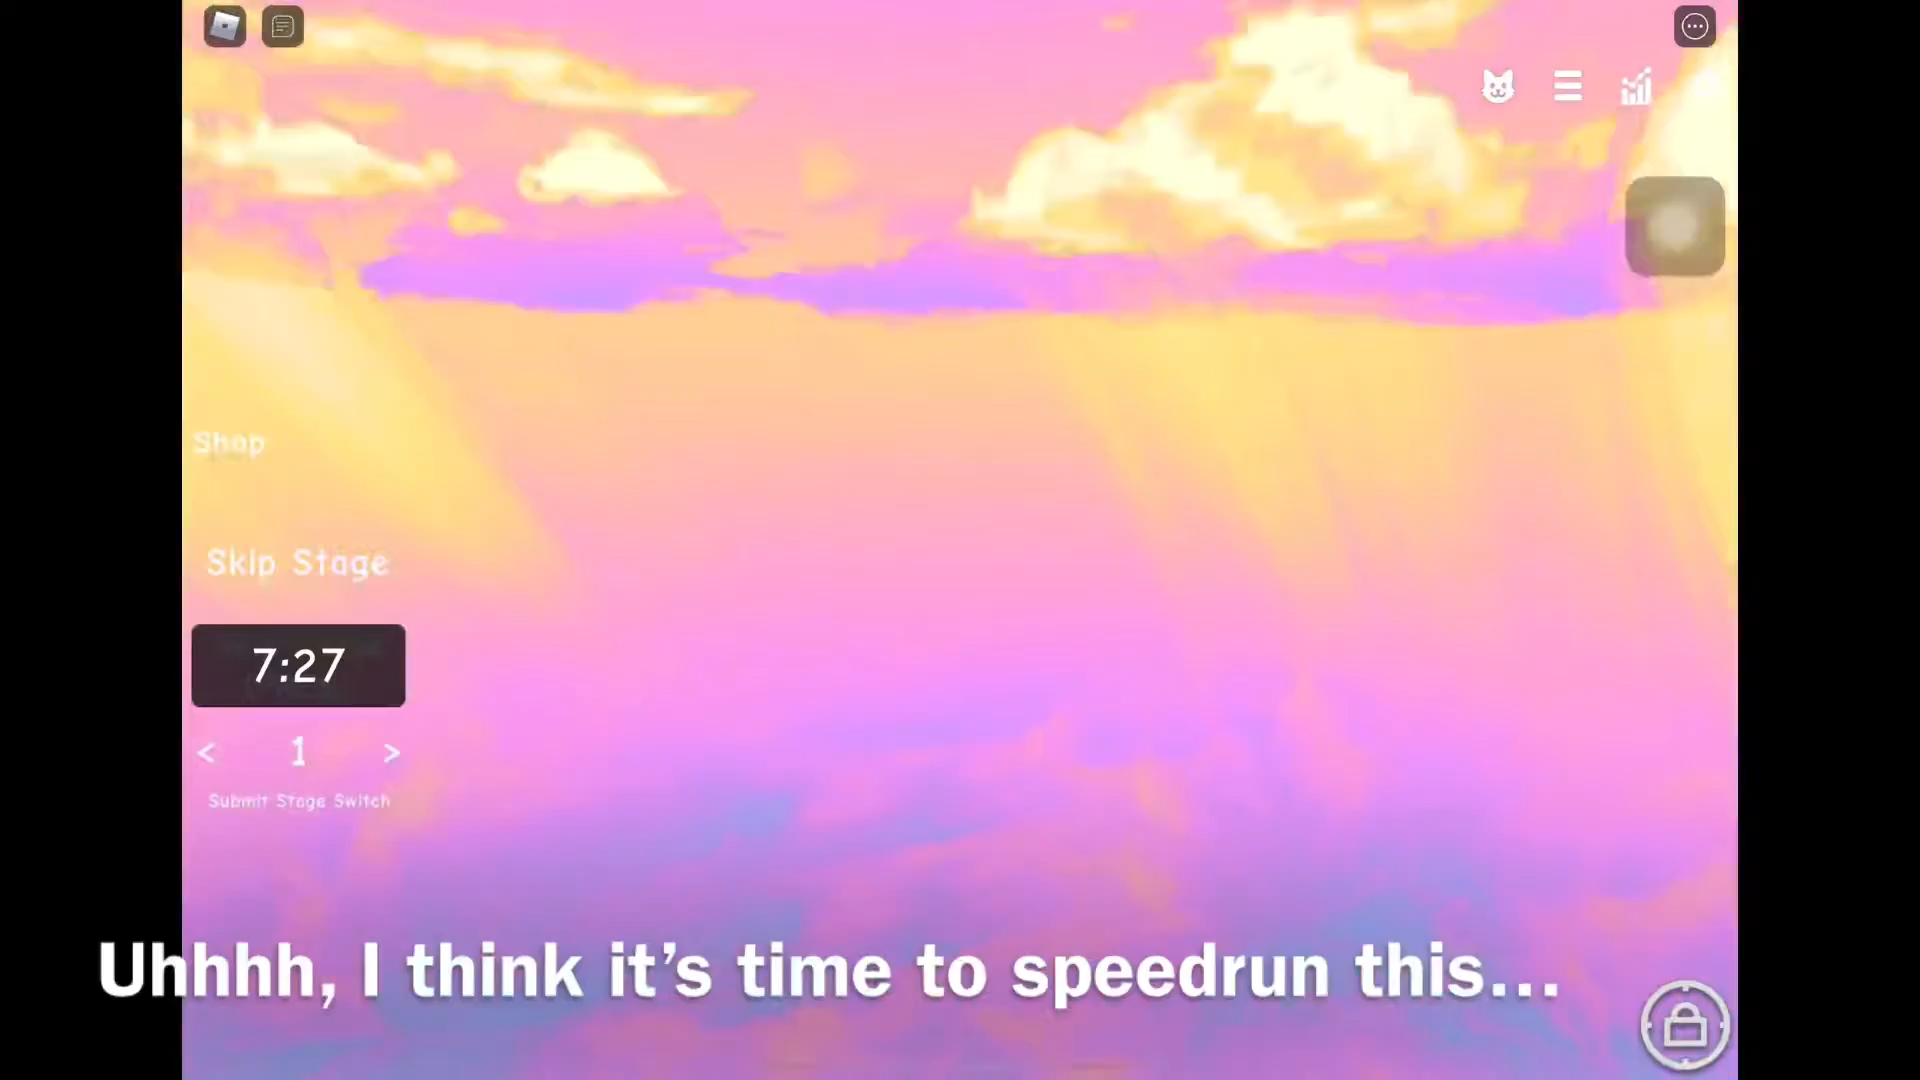 Shop
Skip Stage
7:27
< 1 >
Submit Stage Switch
Uhhhh, I think it’s time to speedrun this...